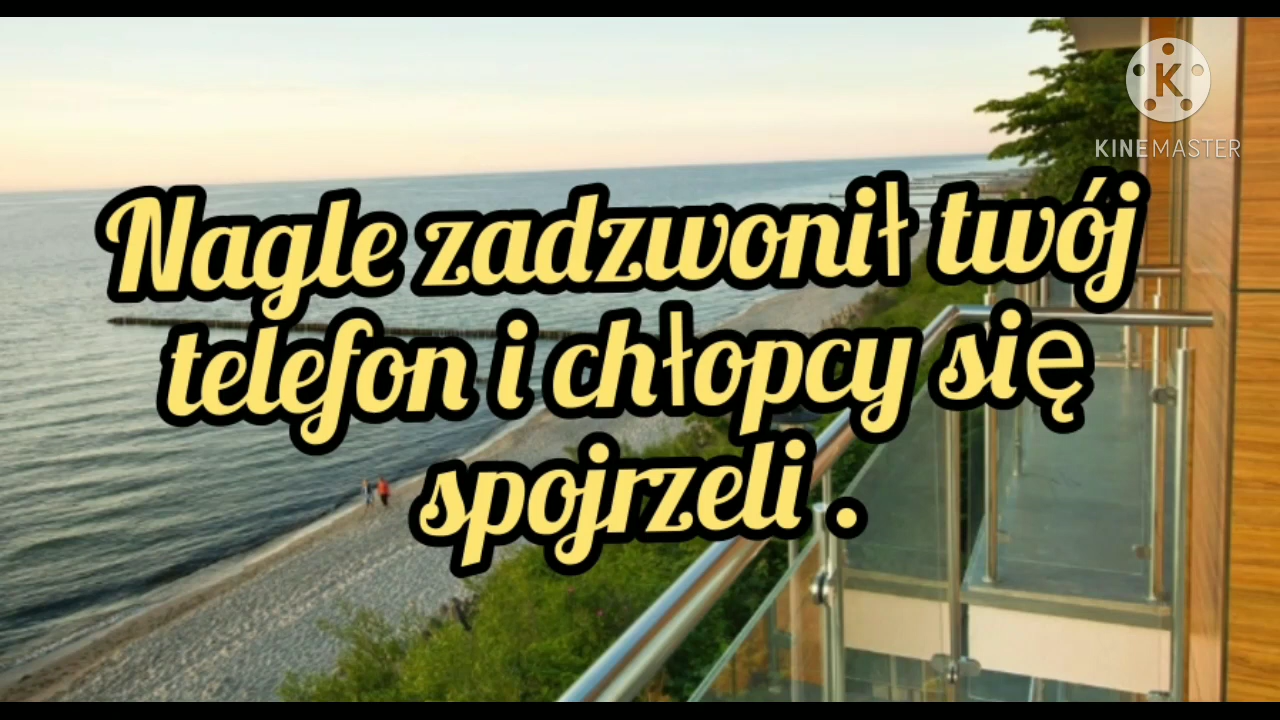 KINEMASTER
Nagle zadzwonił twój
telefon i chłopcy się
spojrzeli .